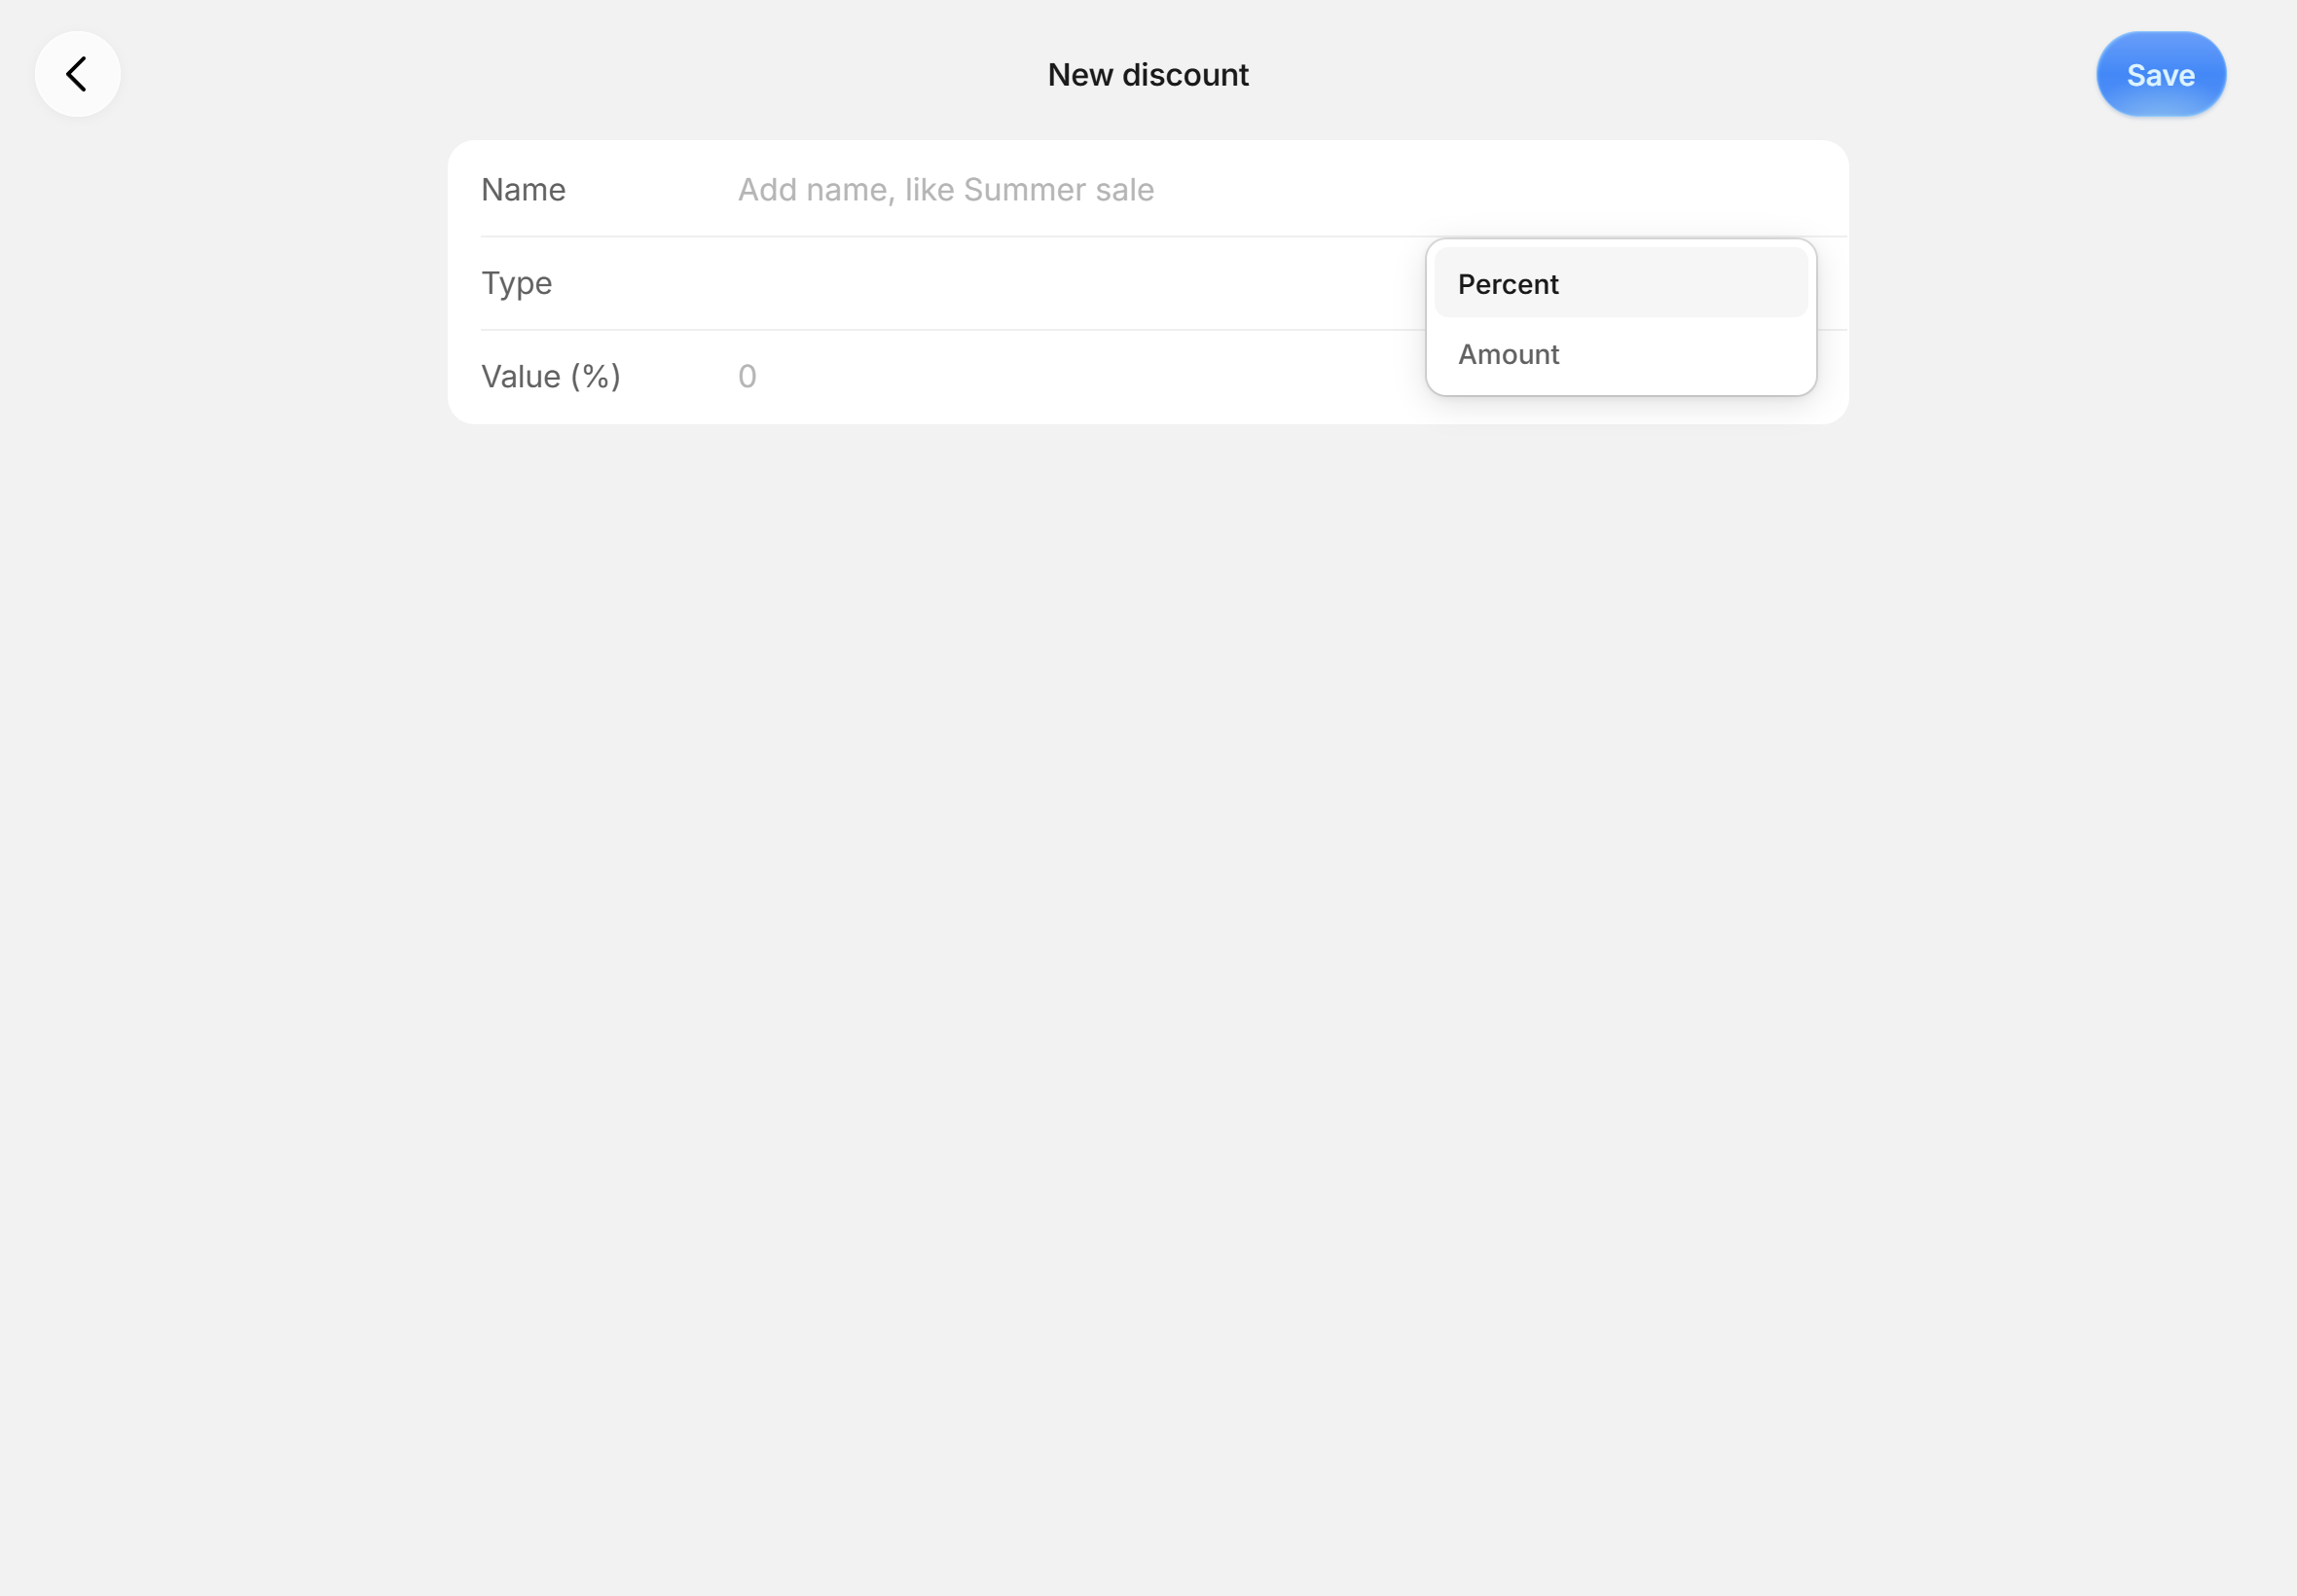 New discount
Save
Name
Add name, like Summer sale
Type
Percent
Amount
Value (%)
0